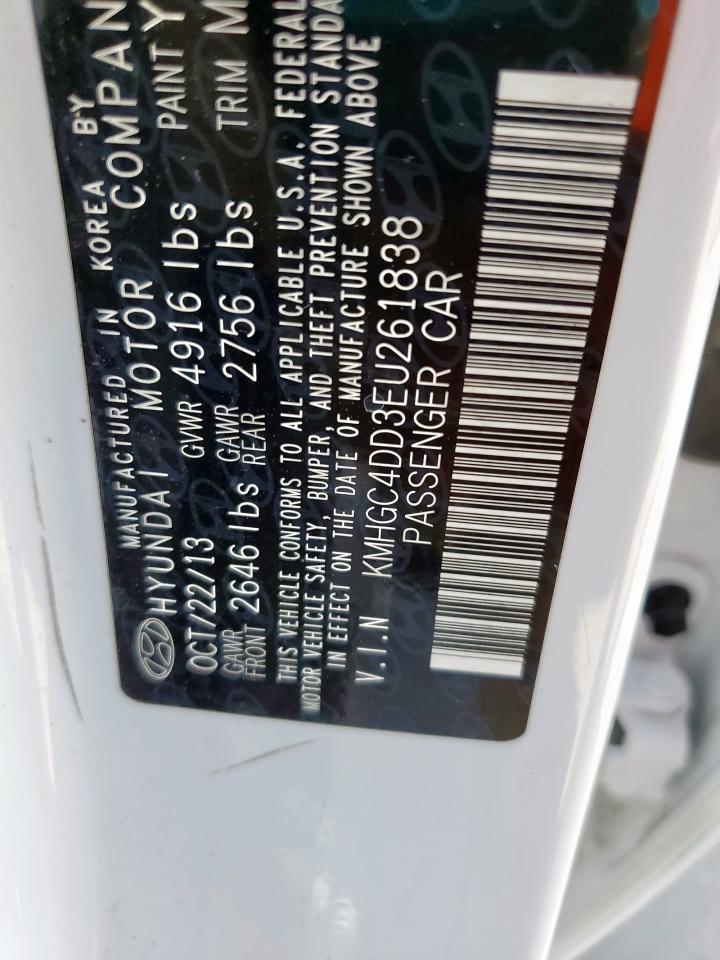 MANUFACTURED IN KOREA BY
HYUNDAI MOTOR COMPAN
OCT/22/13 GVWR 4916 lbs PAINT Y
GAWR FRONT 2646 lbs GAWR REAR 2756 lbs TRIM M
THIS VEHICLE CONFORMS TO ALL APPLICABLE U.S.A. FEDERAL
MOTOR VEHICLE SAFETY, BUMPER, AND THEFT PREVENTION STANDA
IN EFFECT ON THE DATE OF MANUFACTURE SHOWN ABOVE
V.I.N KMHGC4DD3EU261838
PASSENGER CAR